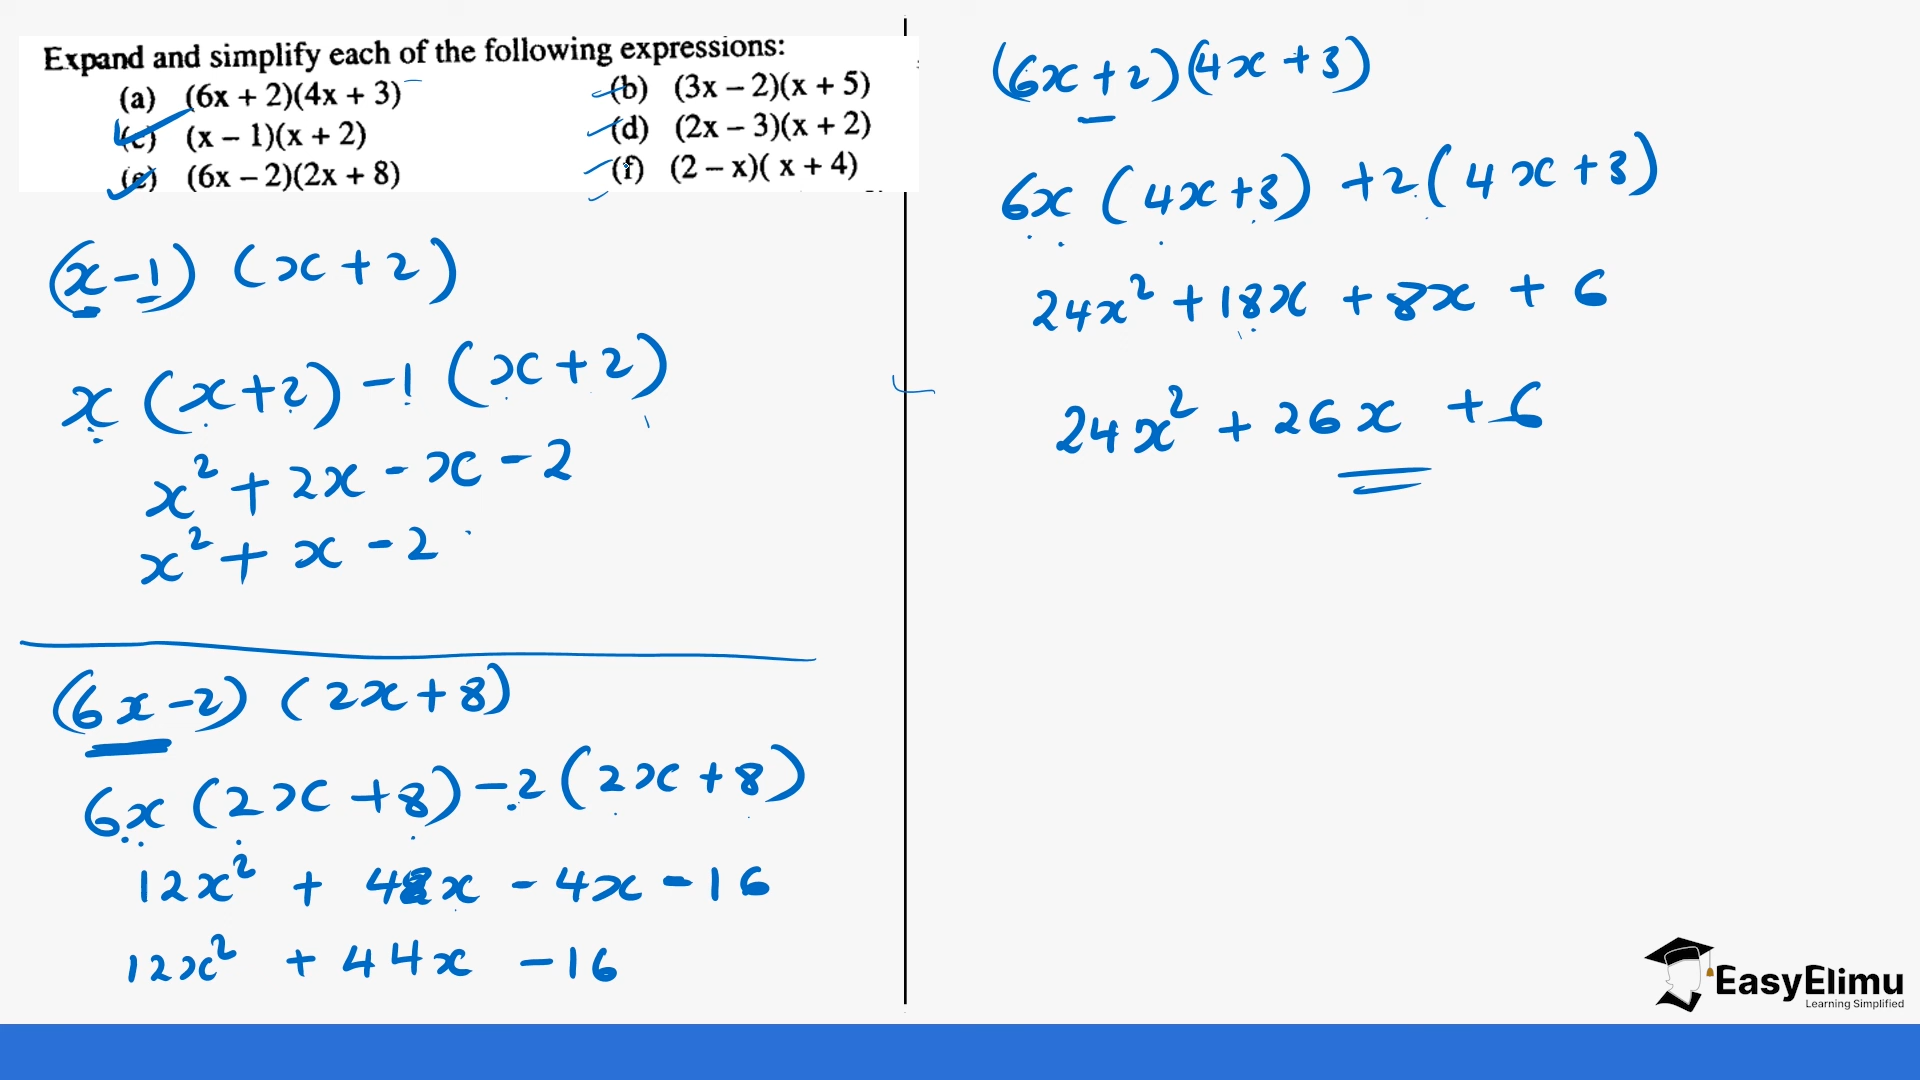 Expand and simplify each of the following expressions:
(a) (6x + 2)(4x + 3) (b) (3x – 2)(x + 5)
(c) (x – 1)(x + 2) (d) (2x – 3)(x + 2)
(e) (6x – 2)(2x + 8) (f) (2 – x)( x + 4)
(x - 1) (x + 2)
x (x + 2) - 1 (x + 2)
x² + 2x - x - 2
x² + x - 2
(6x - 2) (2x + 8)
6x (2x + 8) - 2 (2x + 8)
12x² + 48x - 4x - 16
12x² + 44x - 16
(6x + 2)(4x + 3)
6x (4x + 3) + 2 (4x + 3)
24x² + 18x + 8x + 6
24x² + 26x + 6
EasyElimu
Learning Simplified